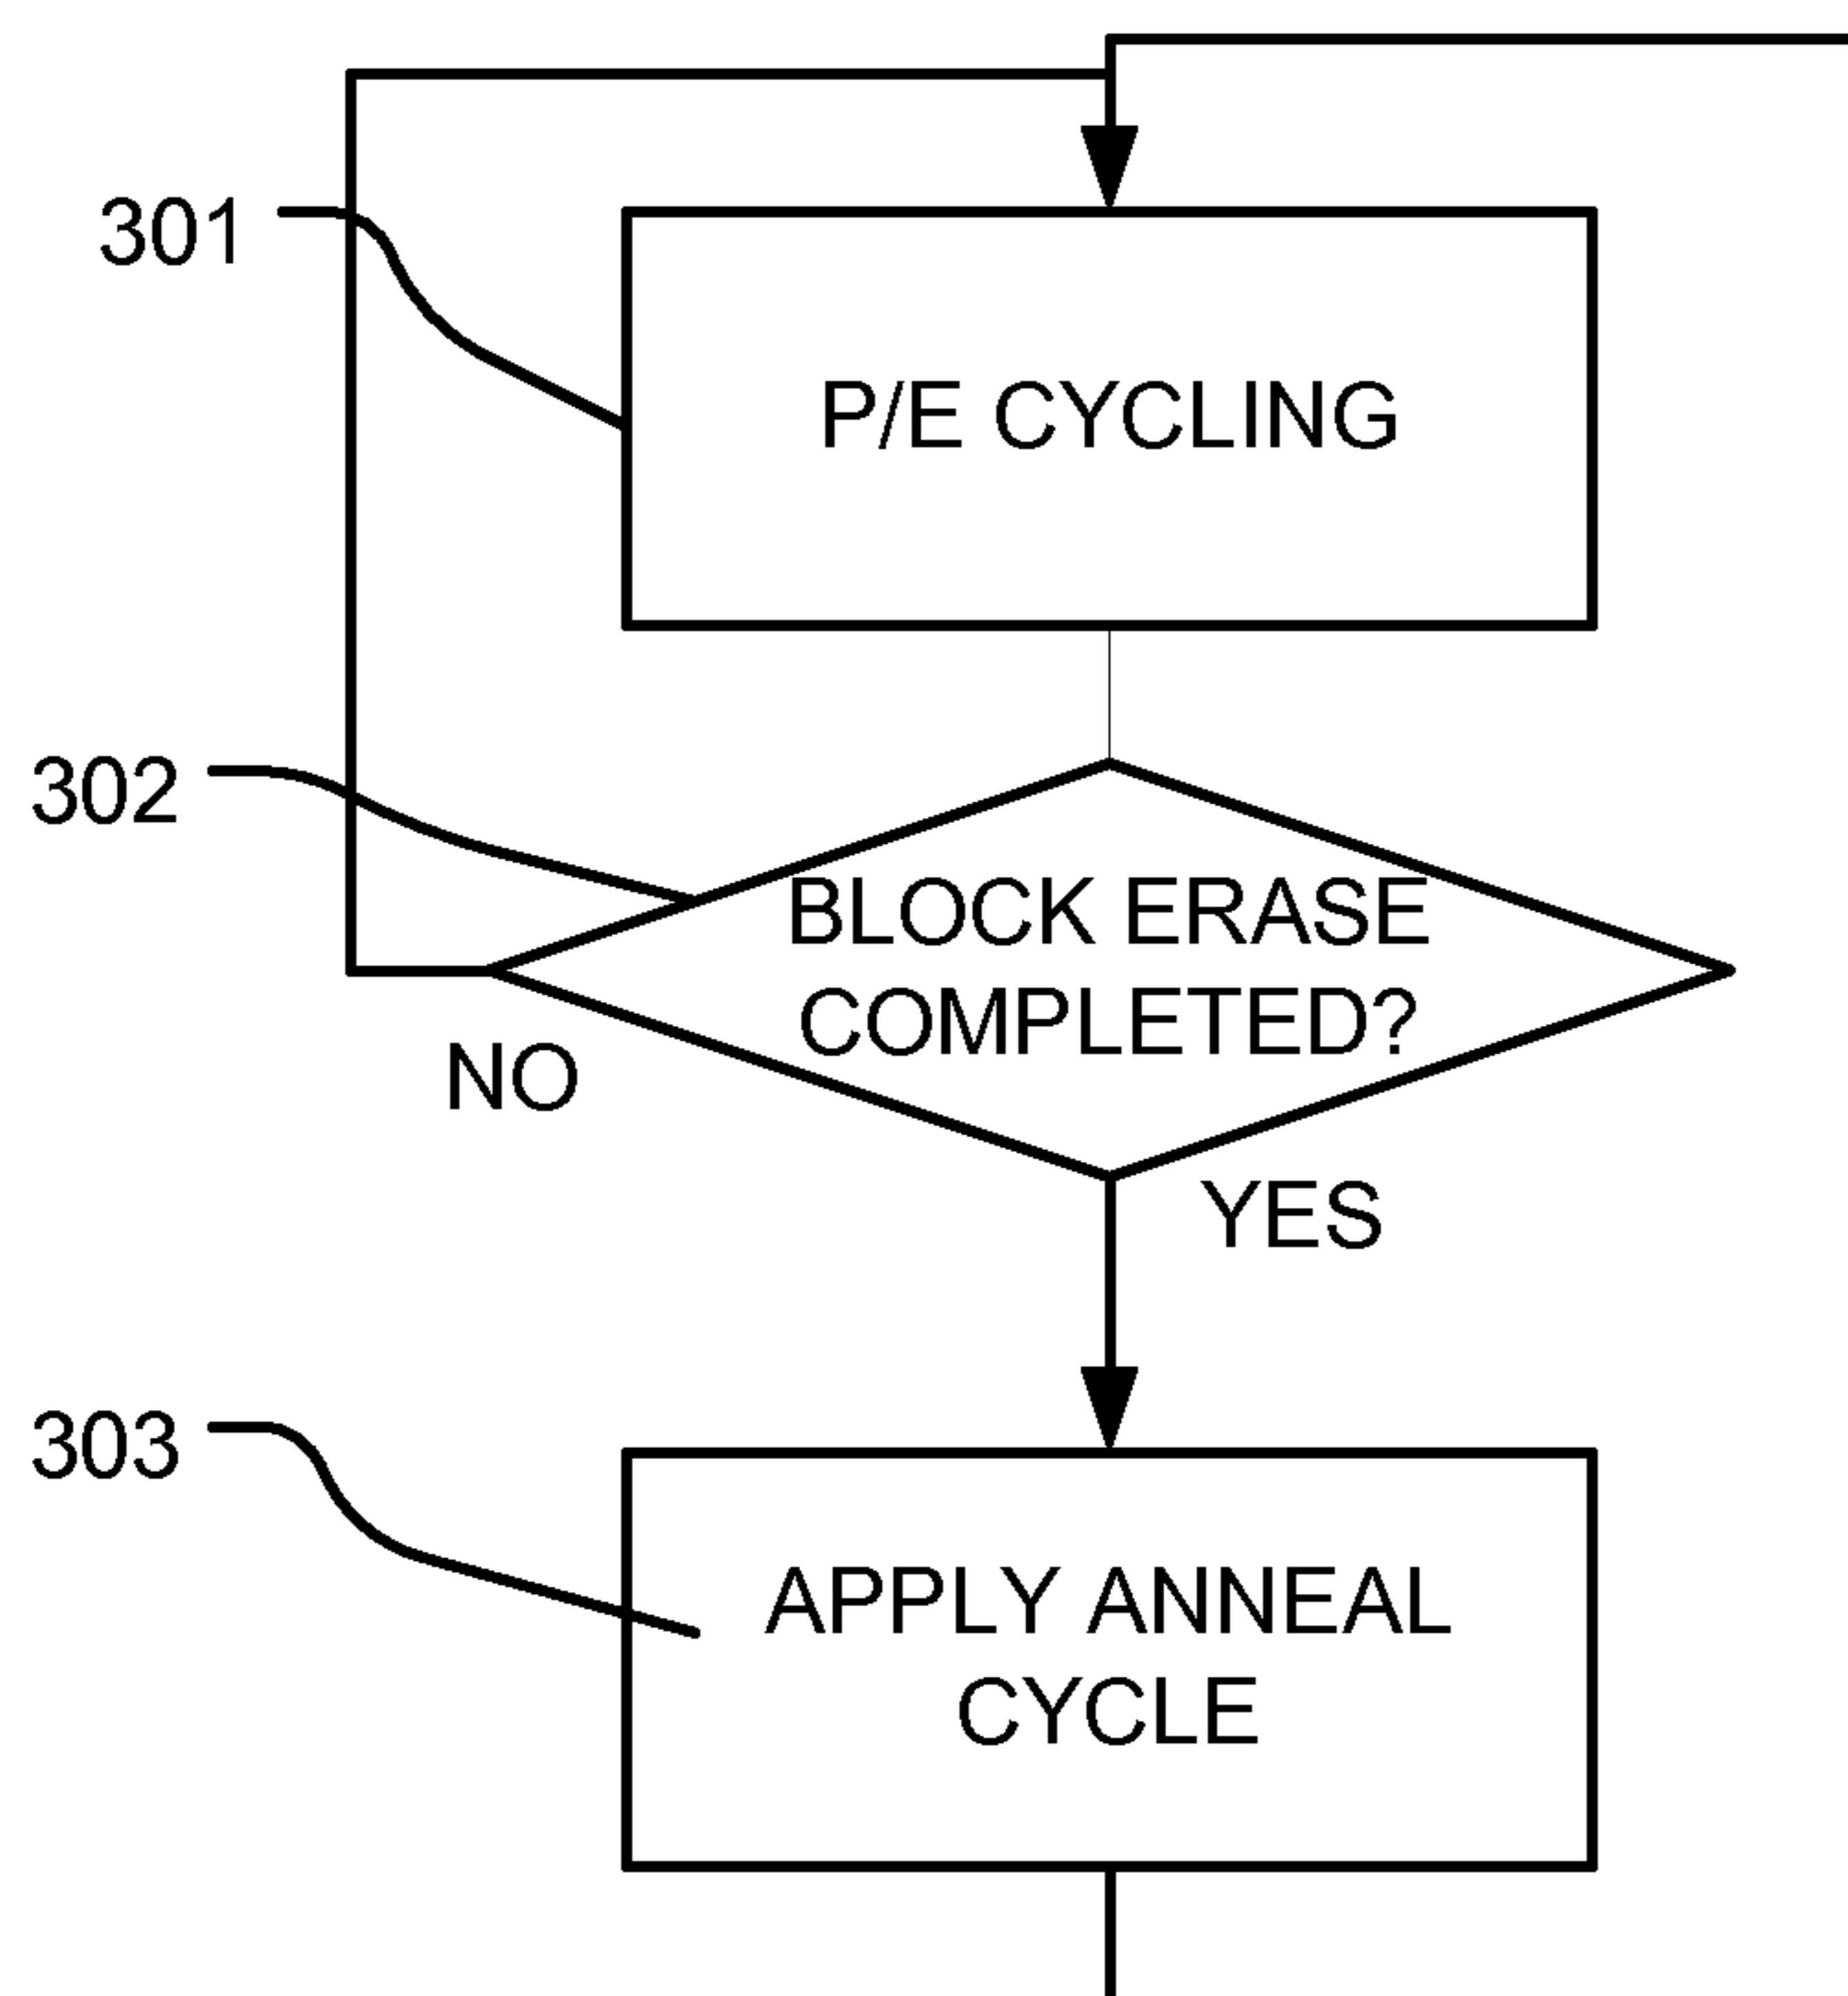 301
P/E CYCLING
302
BLOCK ERASE
COMPLETED?
NO
YES
303
APPLY ANNEAL
CYCLE